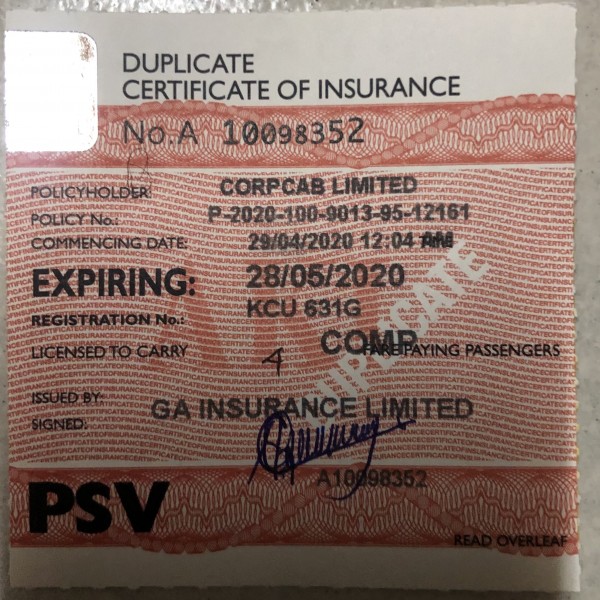 DUPLICATE
CERTIFICATE OF INSURANCE
No.A 10098352
POLICYHOLDER: CORPCAB LIMITED
POLICY No.: P-2020-100-9013-95-12161
COMMENCING DATE: 29/04/2020 12:04 AM
EXPIRING: 28/05/2020
REGISTRATION No.: KCU 631G
COMP
LICENSED TO CARRY 4 FARE PAYING PASSENGERS
DUPLICATE
ISSUED BY: GA INSURANCE LIMITED
SIGNED:
A10098352
PSV
READ OVERLEAF